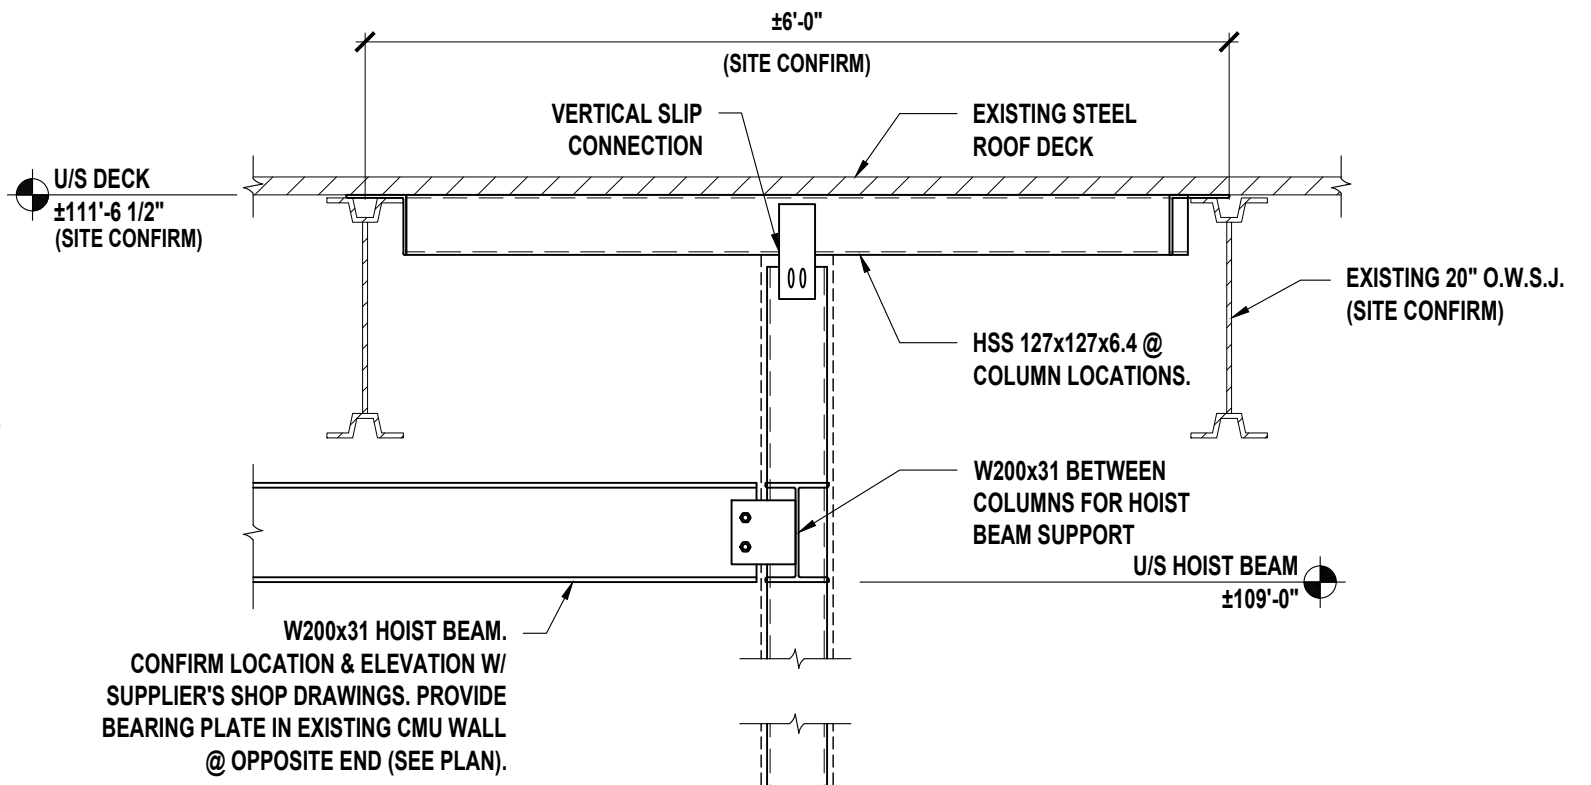 ±6'-0"
(SITE CONFIRM)
VERTICAL SLIP
CONNECTION
EXISTING STEEL
ROOF DECK
U/S DECK
±111'-6 1/2"
(SITE CONFIRM)
EXISTING 20" O.W.S.J.
(SITE CONFIRM)
HSS 127x127x6.4 @
COLUMN LOCATIONS.
W200x31 BETWEEN
COLUMNS FOR HOIST
BEAM SUPPORT
U/S HOIST BEAM
±109'-0"
W200x31 HOIST BEAM.
CONFIRM LOCATION & ELEVATION W/
SUPPLIER'S SHOP DRAWINGS. PROVIDE
BEARING PLATE IN EXISTING CMU WALL
@ OPPOSITE END (SEE PLAN).